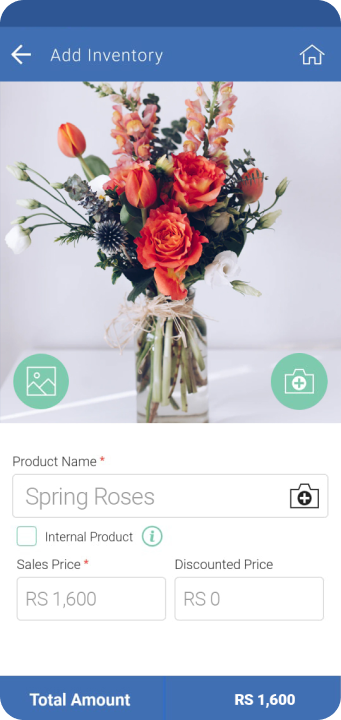 Add Inventory
Product Name *
Spring Roses
Internal Product i
Sales Price * Discounted Price
RS 1,600 RS 0
Total Amount RS 1,600